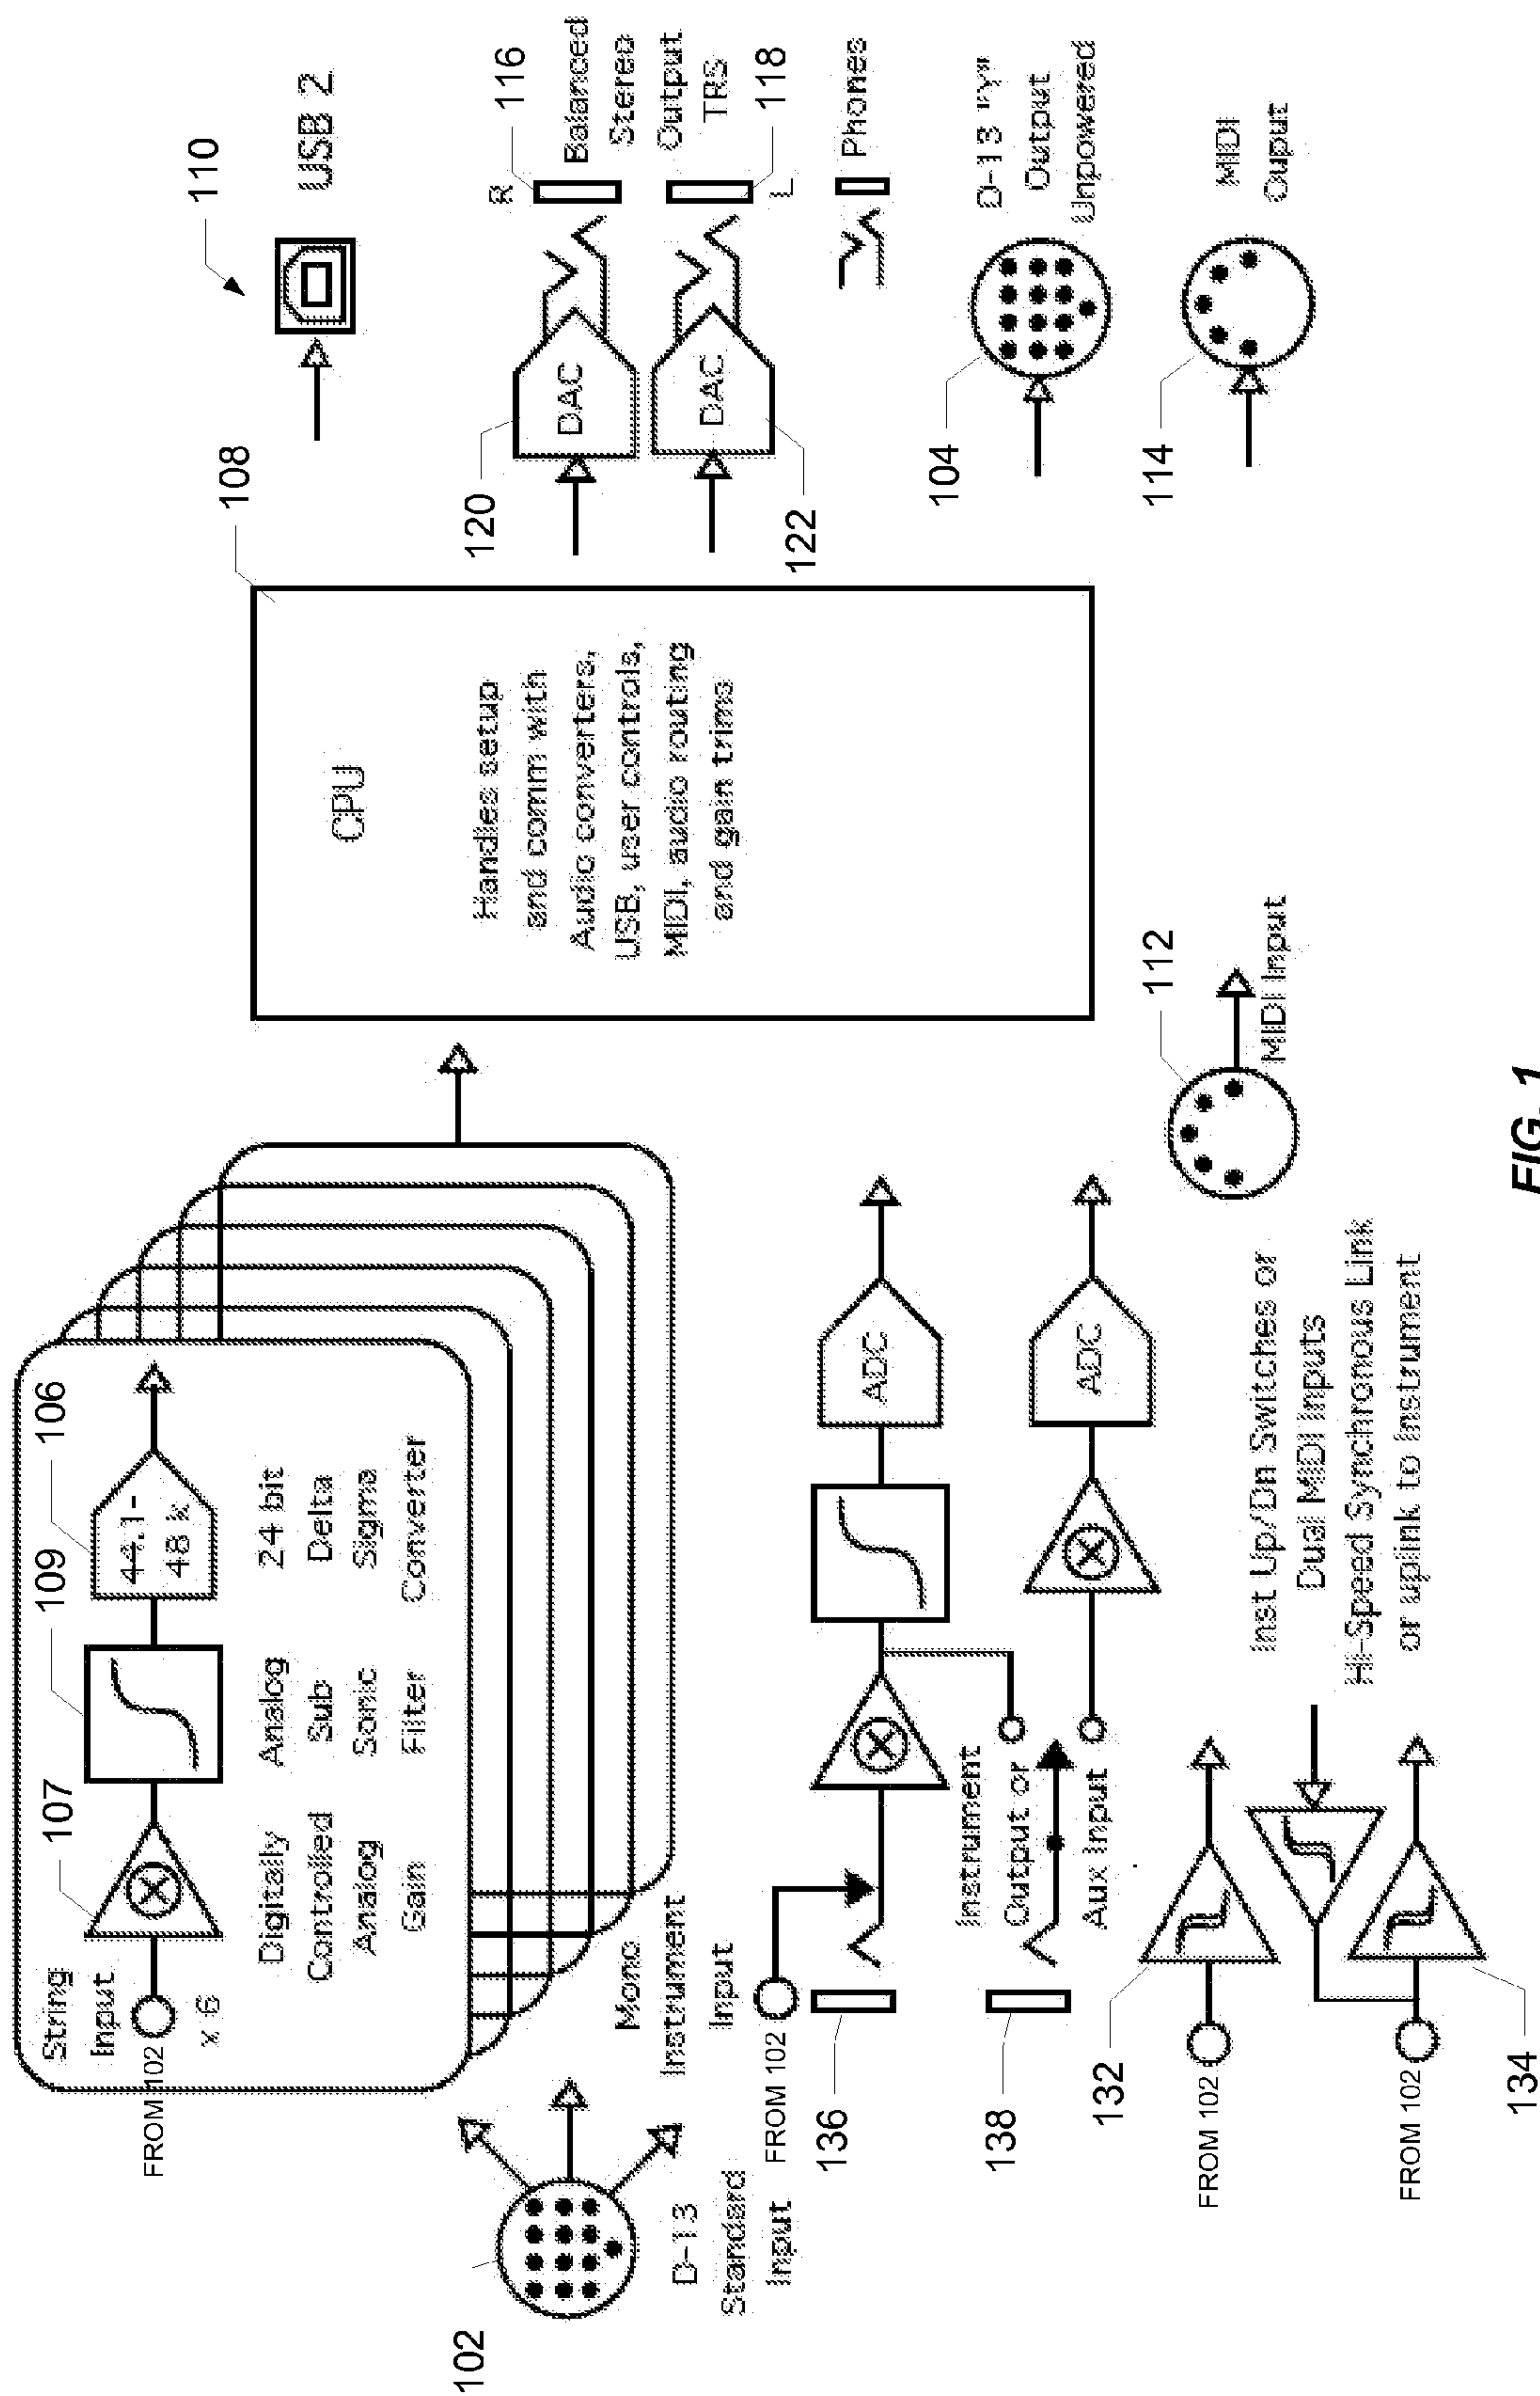 String
Input
FROM 102
x 6
107
109
106
44.1-
48 k
Digitally
Controlled
Analog
Gain
Analog
Sub
Sonic
Filter
24 bit
Delta
Sigma
Converter
102
D-13
Standard
Input
108
CPU
Handles setup
and comm with
Audio converters,
USB, user controls,
MIDI, audio routing
and gain trims
110
USB 2
116
R
Balanced
Stereo
Output
TRS
118
L
120
DAC
DAC
122
Phones
104
D-13 "Y"
Output
Unpowered
114
MIDI
Ouput
Mono
Instrument
Input
FROM 102
136
ADC
138
Instrument
Output or
Aux Input
ADC
132
FROM 102
FROM 102
134
Inst Up/Dn Switches or
Dual MIDI Inputs
Hi-Speed Synchronous Link
or uplink to Instrument
112
MIDI Input
FIG. 1